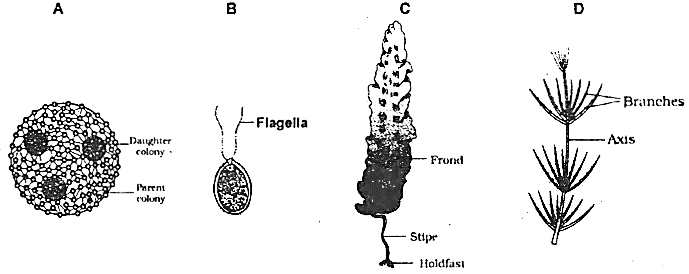 A
B
C
D
Daughter
colony
Parent
colony
Flagella
Frond
Stipe
Holdfast
Branches
Axis